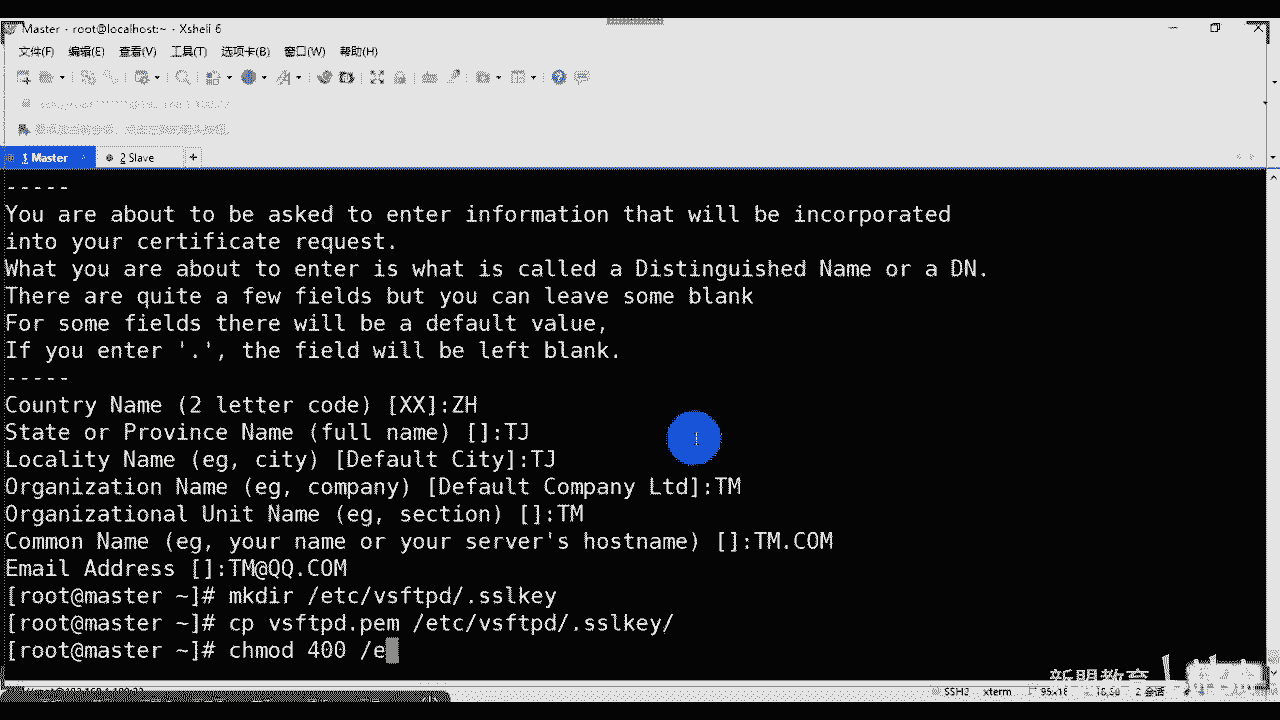 Master - root@localhost:~ - Xshell 6
文件(F) 编辑(E) 查看(V) 工具(T) 选项卡(B) 窗口(W) 帮助(H)
1 Master 2 Slave +
-----
You are about to be asked to enter information that will be incorporated
into your certificate request.
What you are about to enter is what is called a Distinguished Name or a DN.
There are quite a few fields but you can leave some blank
For some fields there will be a default value,
If you enter '.', the field will be left blank.
-----
Country Name (2 letter code) [XX]:ZH
State or Province Name (full name) []:TJ
Locality Name (eg, city) [Default City]:TJ
Organization Name (eg, company) [Default Company Ltd]:TM
Organizational Unit Name (eg, section) []:TM
Common Name (eg, your name or your server's hostname) []:TM.COM
Email Address []:TM@QQ.COM
[root@master ~]# mkdir /etc/vsftpd/.sslkey
[root@master ~]# cp vsftpd.pem /etc/vsftpd/.sslkey/
[root@master ~]# chmod 400 /e
新盟教育
SSH2 xterm 2 会话